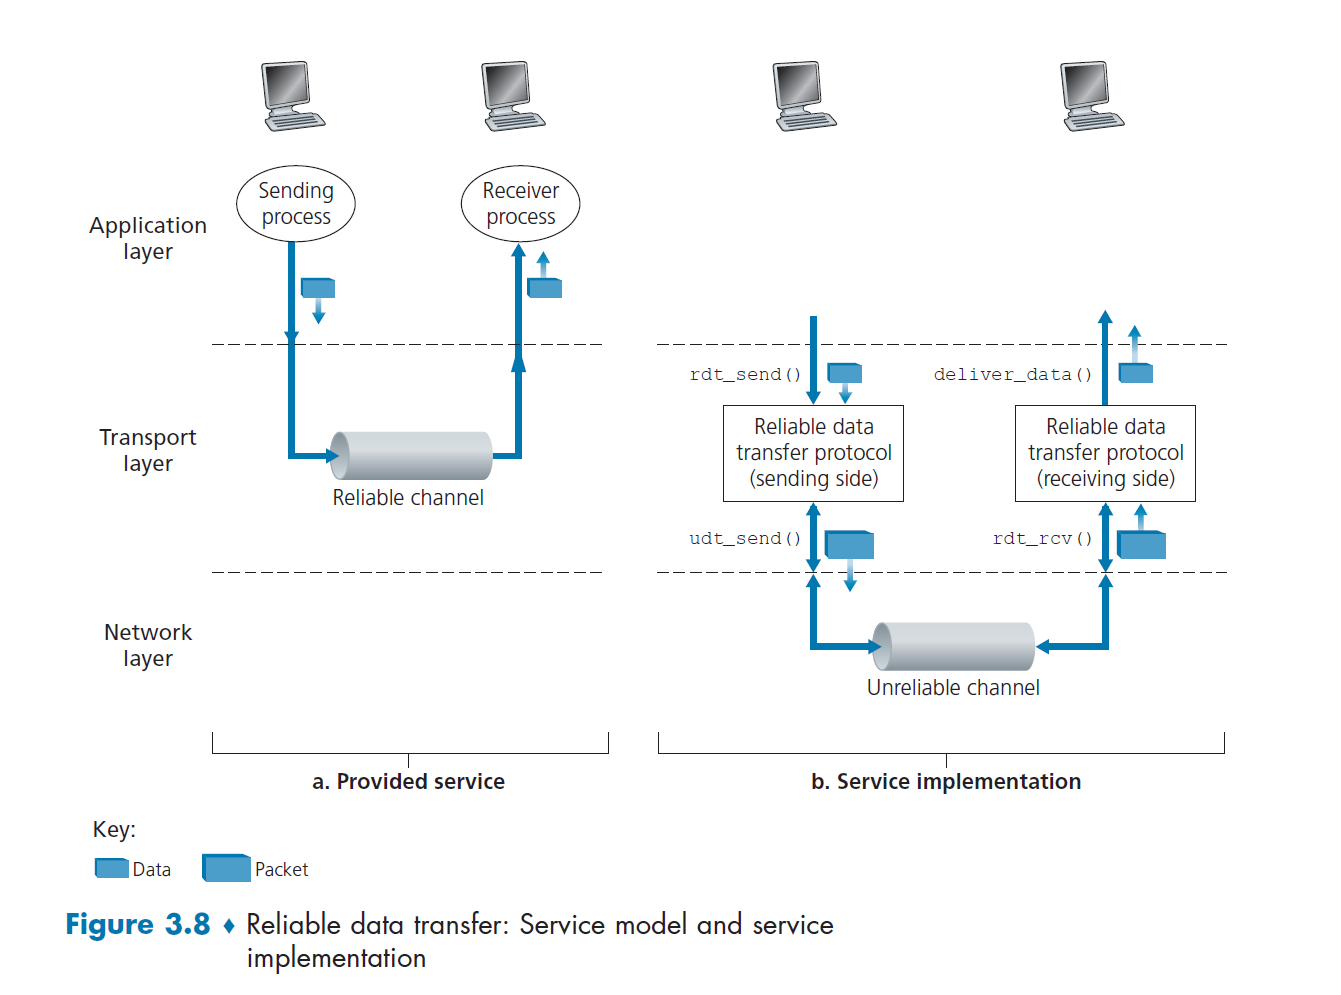 Sending
process
Receiver
process
Application
layer
rdt_send()
deliver_data()
Transport
layer
Reliable channel
Reliable data
transfer protocol
(sending side)
Reliable data
transfer protocol
(receiving side)
udt_send()
rdt_rcv()
Network
layer
Unreliable channel
a. Provided service
b. Service implementation
Key:
Data
Packet
Figure 3.8 ♦ Reliable data transfer: Service model and service
implementation